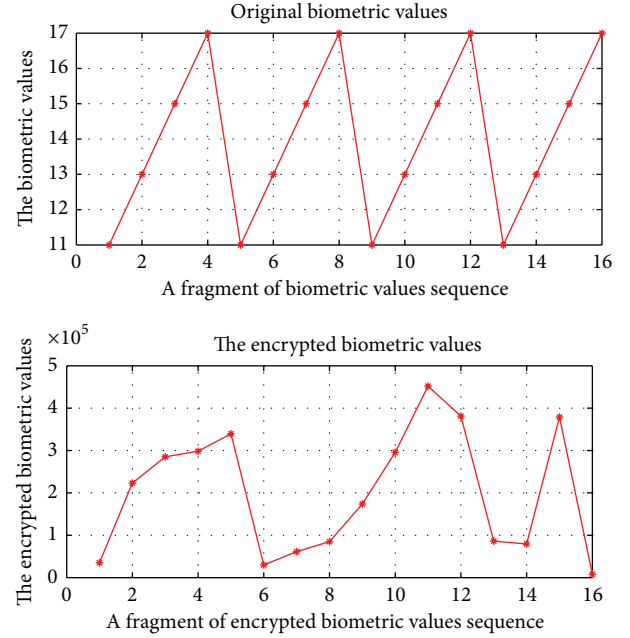 Original biometric values
The biometric values
17
16
15
14
13
12
11
0 2 4 6 8 10 12 14 16
A fragment of biometric values sequence
×10⁵
The encrypted biometric values
The encrypted biometric values
5
4
3
2
1
0
0 2 4 6 8 10 12 14 16
A fragment of encrypted biometric values sequence